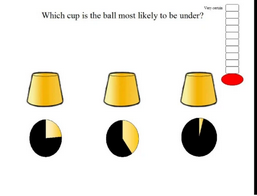 Very certain
Which cup is the ball most likely to be under?